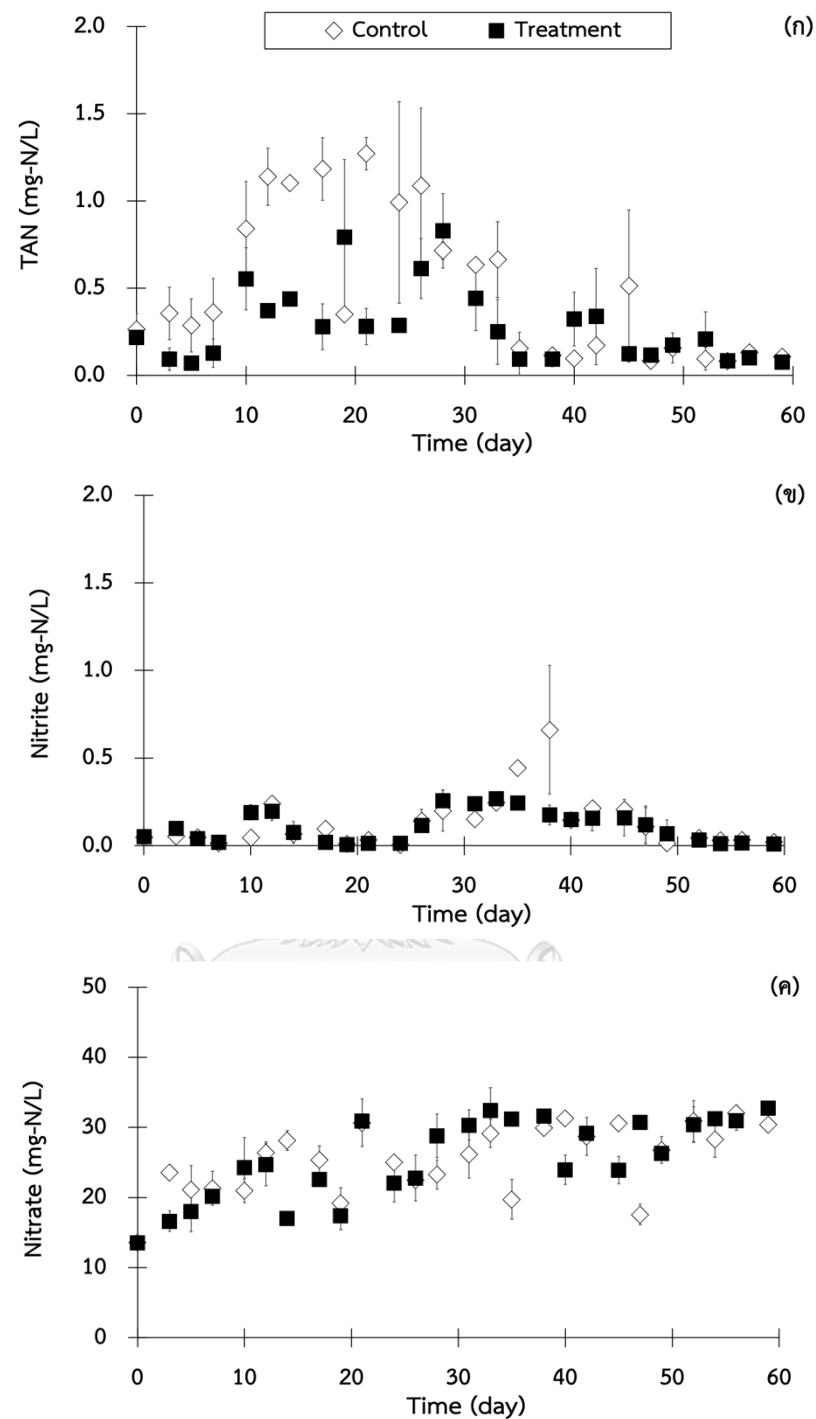 Control Treatment (ก)
2.0
1.5
1.0
0.5
0.0
TAN (mg-N/L)
0 10 20 30 40 50 60
Time (day)
(ข)
2.0
1.5
1.0
0.5
0.0
Nitrite (mg-N/L)
0 10 20 30 40 50 60
Time (day)
(ค)
50
40
30
20
10
0
Nitrate (mg-N/L)
0 10 20 30 40 50 60
Time (day)